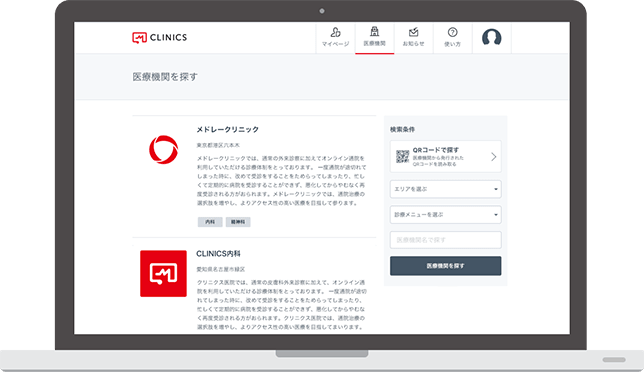 CLINICS
マイページ
医療機関
お知らせ
使い方
医療機関を探す
メドレークリニック
東京都港区六本木
メドレークリニックでは、通常の外来診察に加えてオンライン通院を
利用していただける診療体制をとっております。一度通院が途切れて
しまった時に、改めて受診をすることをためらってしまったり、忙し
くて定期的に病院を受診することができず、悪化してからやむなく再
度受診される方がおられます。メドレークリニックでは、通院治療の
選択肢を増やし、よりアクセス性の高い医療を目指して参ります。
内科
精神科
CLINICS内科
愛知県名古屋市緑区
クリニクス医院では、通常の皮膚科外来診察に加えて、オンライン通
院を利用していただける診療体制をとっております。一度通院が途切
れてしまった時に、改めて受診をすることをためらってしまったり、
忙しくて定期的に病院を受診することができず、悪化してからやむな
く再度受診される方がおられます。クリニクス医院では、通院治療の
選択肢を増やし、よりアクセス性の高い医療を目指してまいります。
検索条件
QRコードで探す
医療機関から発行された
QRコードを読み取る
エリアを選ぶ
診療メニューを選ぶ
医療機関名で探す
医療機関を探す